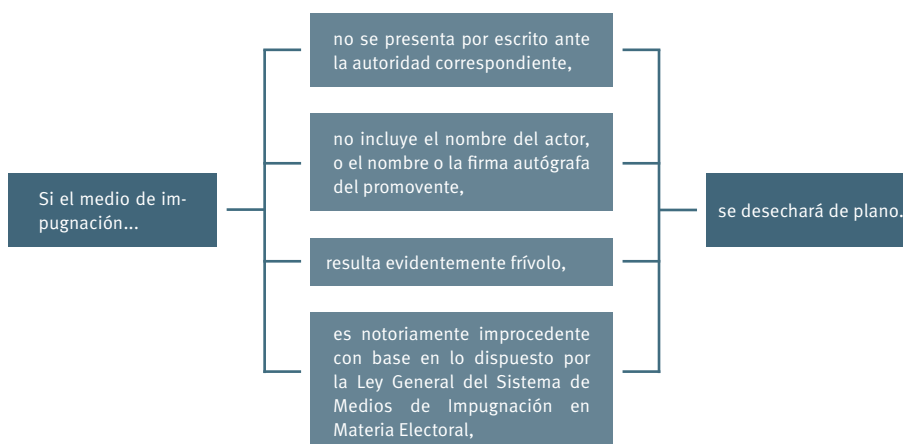 Si el medio de im-
pugnación...
no se presenta por escrito ante
la autoridad correspondiente,
no incluye el nombre del actor,
o el nombre o la firma autógrafa
del promovente,
resulta evidentemente frívolo,
es notoriamente improcedente
con base en lo dispuesto por
la Ley General del Sistema de
Medios de Impugnación en
Materia Electoral,
se desechará de plano.